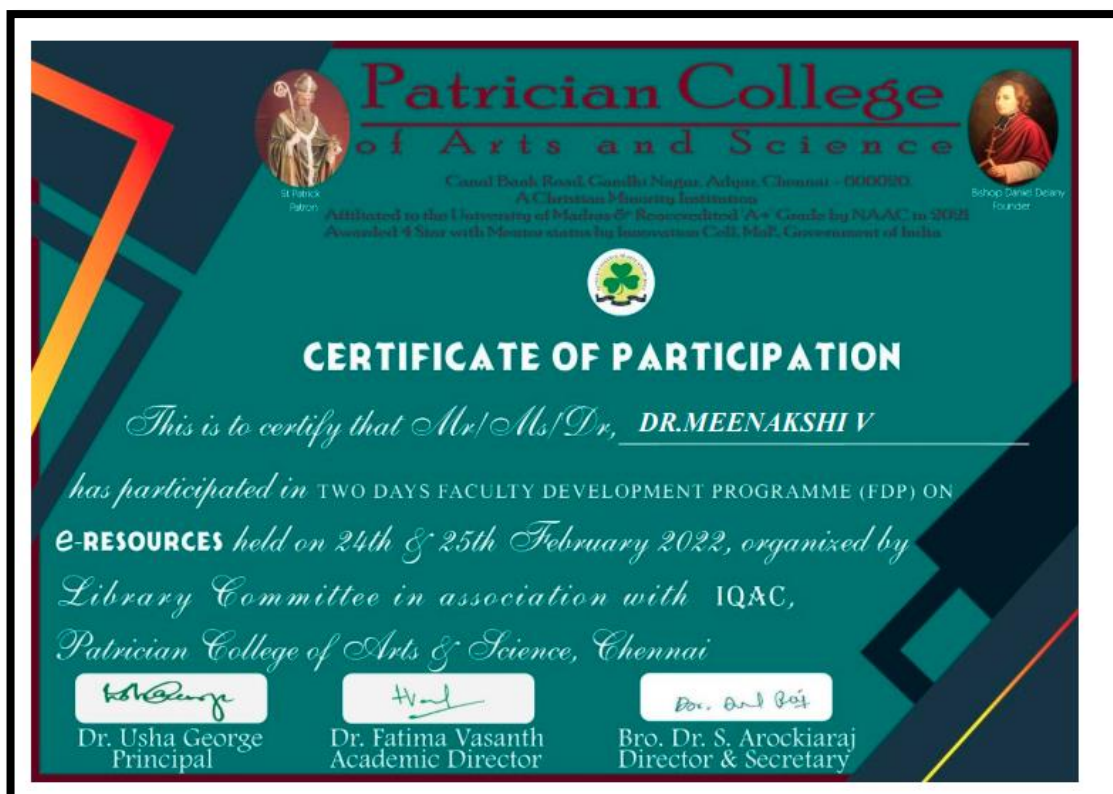 Patrician College
of Arts and Science
Canal Bank Road, Gandhi Nagar, Adyar, Chennai - 600020.
A Christian Minority Institution
Affiliated to the University of Madras & Reaccredited 'A+' Grade by NAAC in 2021
Awarded 4 Star with Mentor status by Innovation Cell, MoE, Government of India
St Patrick
Patron
Bishop Daniel Delany
Founder
CERTIFICATE OF PARTICIPATION
This is to certify that Mr/Ms/Dr, DR.MEENAKSHI V
has participated in TWO DAYS FACULTY DEVELOPMENT PROGRAMME (FDP) ON
e-RESOURCES held on 24th & 25th February 2022, organized by
Library Committee in association with IQAC,
Patrician College of Arts & Science, Chennai
Dr. Usha George
Principal
Dr. Fatima Vasanth
Academic Director
Bro. Dr. S. Arockiaraj
Director & Secretary